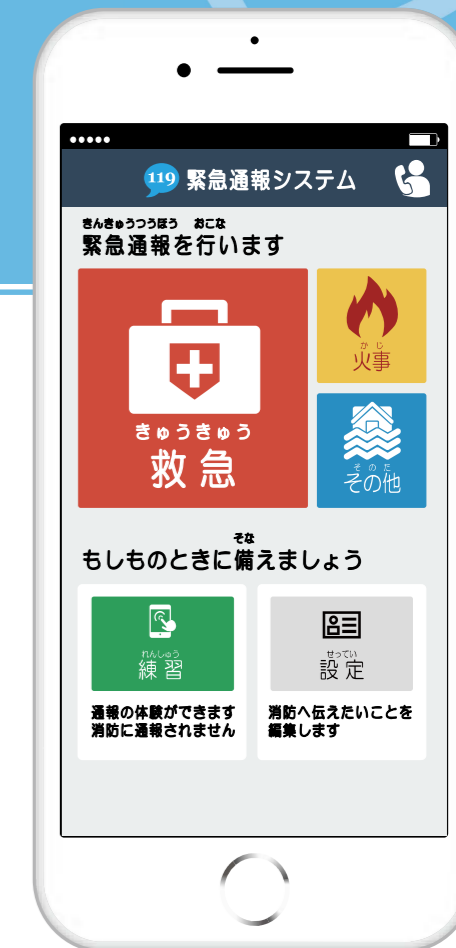 119 緊急通報システム
きんきゅうつうほう おこな
緊急通報を行います
きゅうきゅう
救急
かじ
火事
そのた
その他
そな
もしものときに備えましょう
れんしゅう
練習
通報の体験ができます
消防に通報されません
せってい
設定
消防へ伝えたいことを
編集します